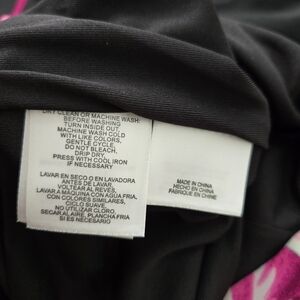 DRY CLEAN OR MACHINE WASH:
BEFORE WASHING
TURN INSIDE OUT,
MACHINE WASH COLD
WITH LIKE COLORS,
GENTLE CYCLE,
DO NOT BLEACH,
DRIP DRY,
PRESS WITH COOL IRON
IF NECESSARY
LAVAR EN SECO O EN LAVADORA
ANTES DE LAVAR,
VOLTEAR AL REVES,
LAVAR A MAQUINA CON AGUA FRIA,
CON COLORES SIMILARES,
CICLO SUAVE,
NO UTILIZAR CLORO,
SECAR AL AIRE, PLANCHA FRIA
SI ES NECESARIO
MADE IN CHINA
HECHO EN CHINA
FABRIQUE EN CHINE